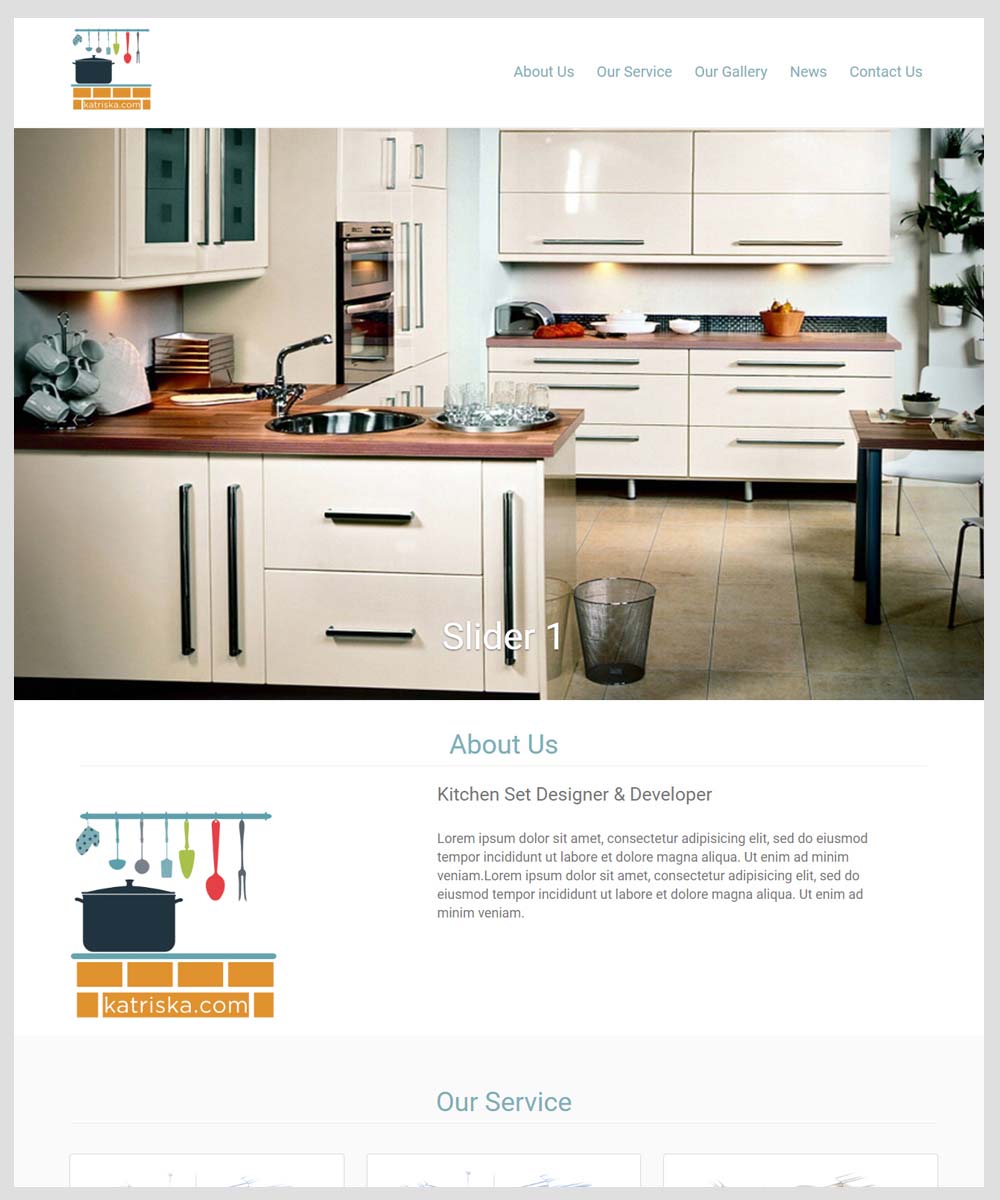 katriska.com
About Us
Our Service
Our Gallery
News
Contact Us
Slider 1
About Us
Kitchen Set Designer & Developer
Lorem ipsum dolor sit amet, consectetur adipisicing elit, sed do eiusmod
tempor incididunt ut labore et dolore magna aliqua. Ut enim ad minim
veniam.Lorem ipsum dolor sit amet, consectetur adipisicing elit, sed do
eiusmod tempor incididunt ut labore et dolore magna aliqua. Ut enim ad
minim veniam.
katriska.com
Our Service